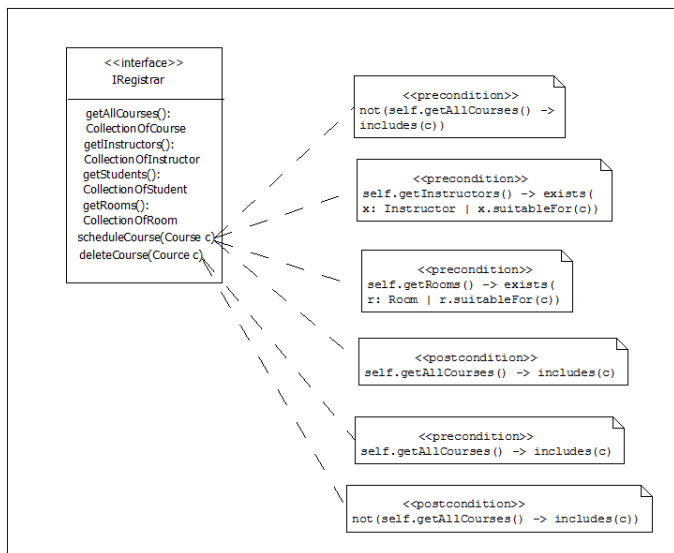 <<interface>>
IRegistrar
getAllCourses():
CollectionOfCourse
getIInstructors():
CollectionOfInstructor
getStudents():
CollectionOfStudent
getRooms():
CollectionOfRoom
scheduleCourse(Course c)
deleteCourse(Cource c)
<<precondition>>
not(self.getAllCourses() ->
includes(c))
<<precondition>>
self.getInstructors() -> exists(
x: Instructor | x.suitableFor(c))
<<precondition>>
self.getRooms() -> exists(
r: Room | r.suitableFor(c))
<<postcondition>>
self.getAllCourses() -> includes(c)
<<precondition>>
self.getAllCourses() -> includes(c)
<<postcondition>>
not(self.getAllCourses() -> includes(c))